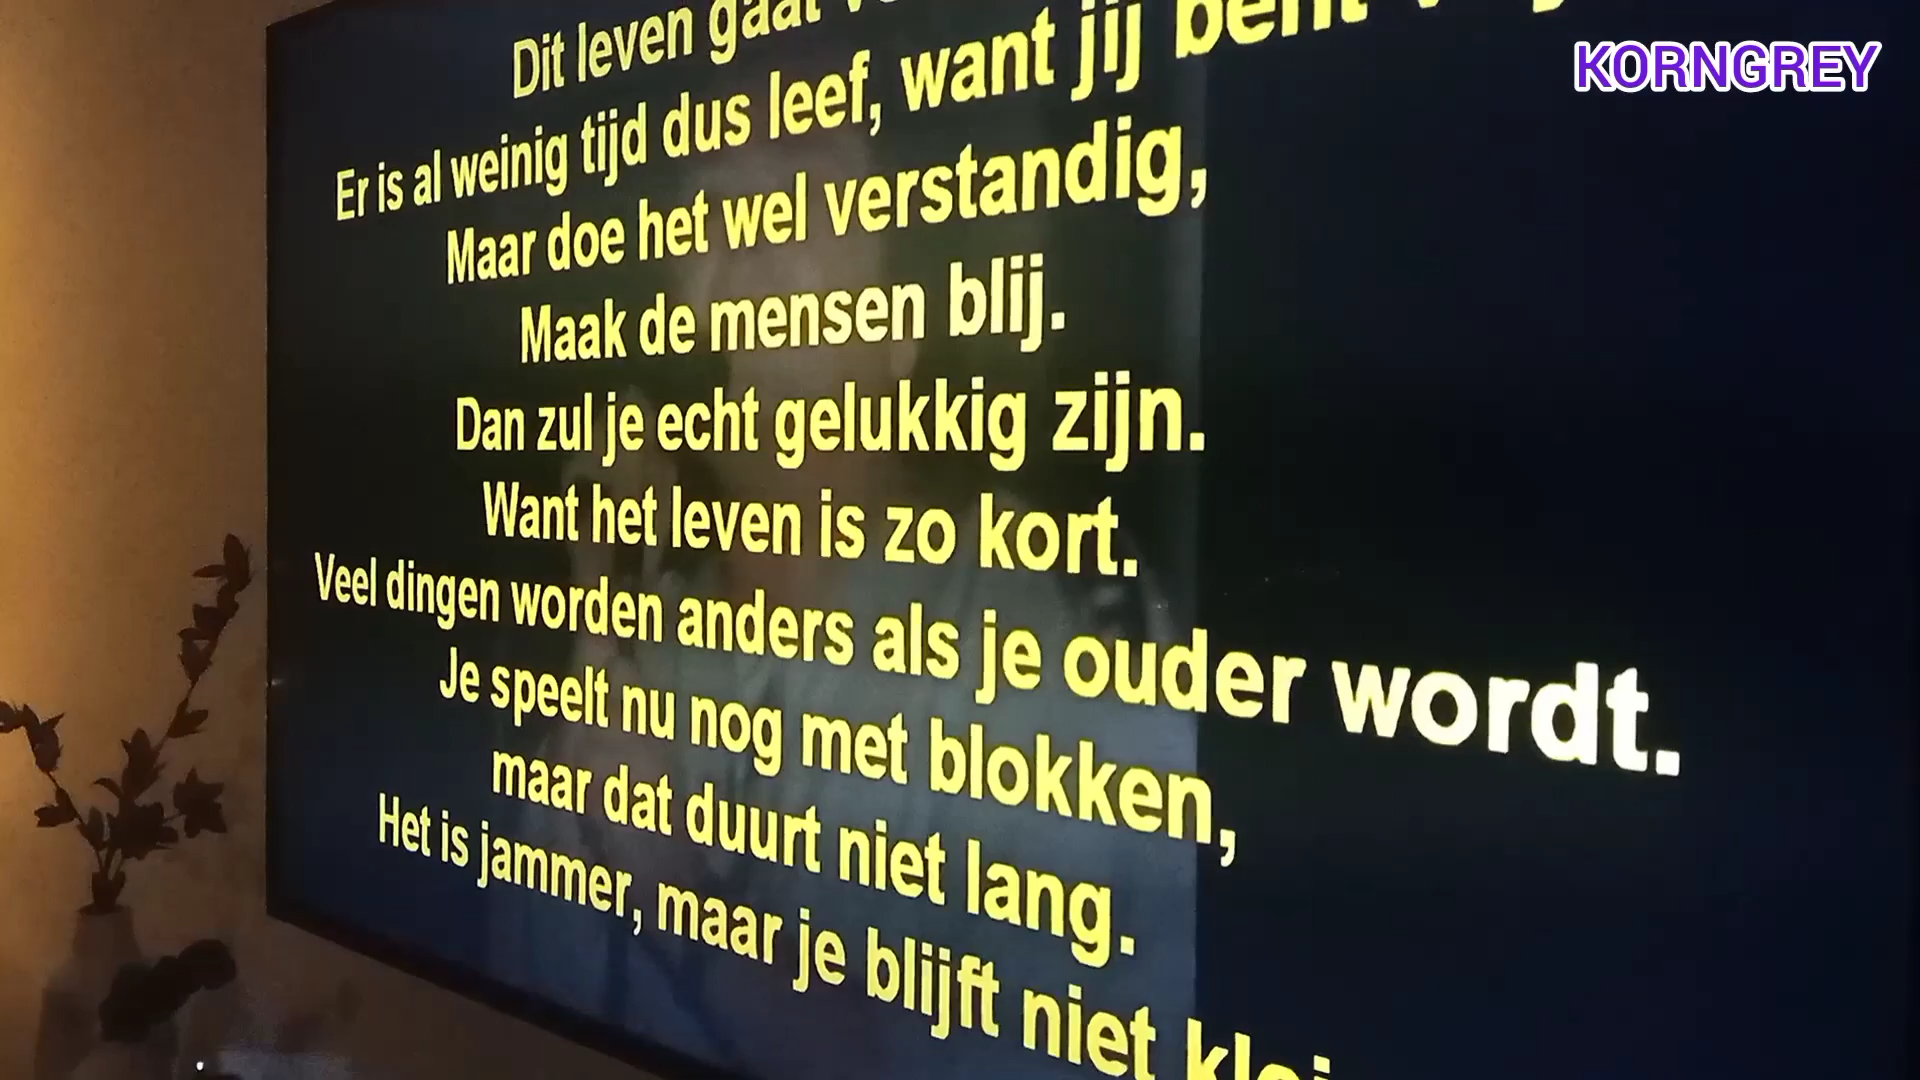 KORNGREY
Dit leven gaat
Er is al weinig tijd dus leef, want jij bent
Maar doe het wel verstandig,
Maak de mensen blij.
Dan zul je echt gelukkig zijn.
Want het leven is zo kort.
Veel dingen worden anders als je ouder wordt.
Je speelt nu nog met blokken,
maar dat duurt niet lang.
Het is jammer, maar je blijft niet